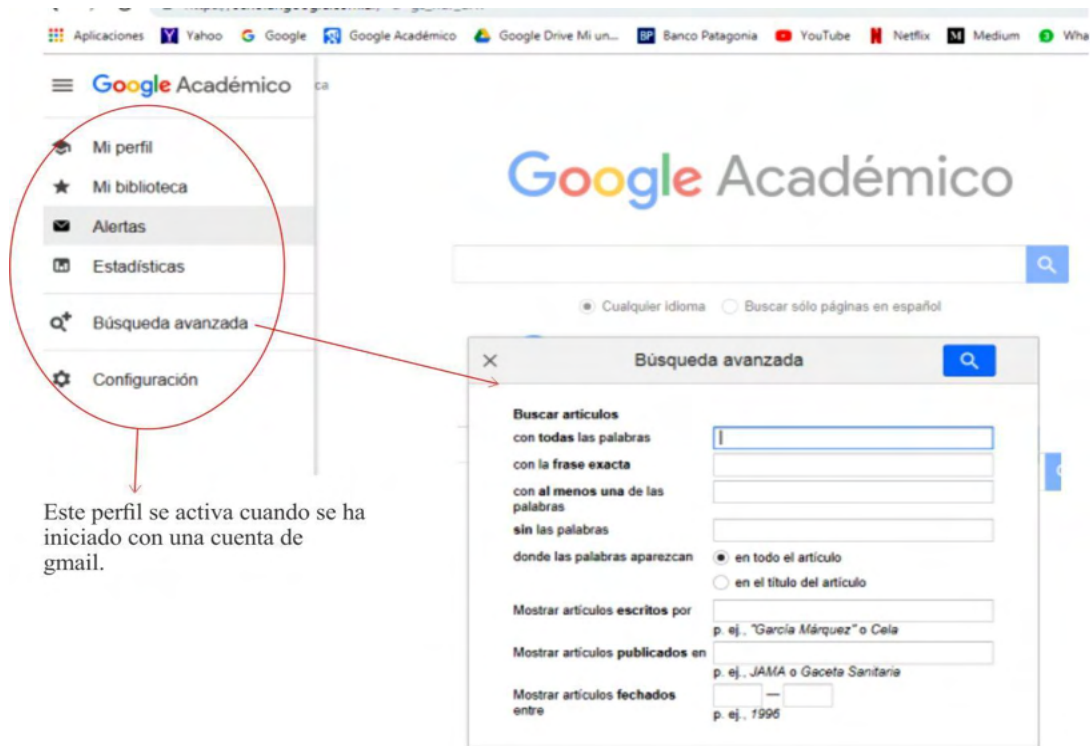 Aplicaciones Yahoo Google Google Académico Google Drive Mi un... Banco Patagonia YouTube Netflix Medium Wha
Google Académico
ca
Mi perfil
Mi biblioteca
Alertas
Estadísticas
Búsqueda avanzada
Configuración
Este perfil se activa cuando se ha
iniciado con una cuenta de
gmail.
Google Académico
Cualquier idioma Buscar sólo páginas en español
Búsqueda avanzada
Buscar artículos
con todas las palabras
con la frase exacta
con al menos una de las
palabras
sin las palabras
donde las palabras aparezcan en todo el artículo
en el título del artículo
Mostrar artículos escritos por
p. ej., "García Márquez" o Cela
Mostrar artículos publicados en
p. ej., JAMA o Gaceta Sanitaria
Mostrar artículos fechados
entre
—
p. ej., 1996